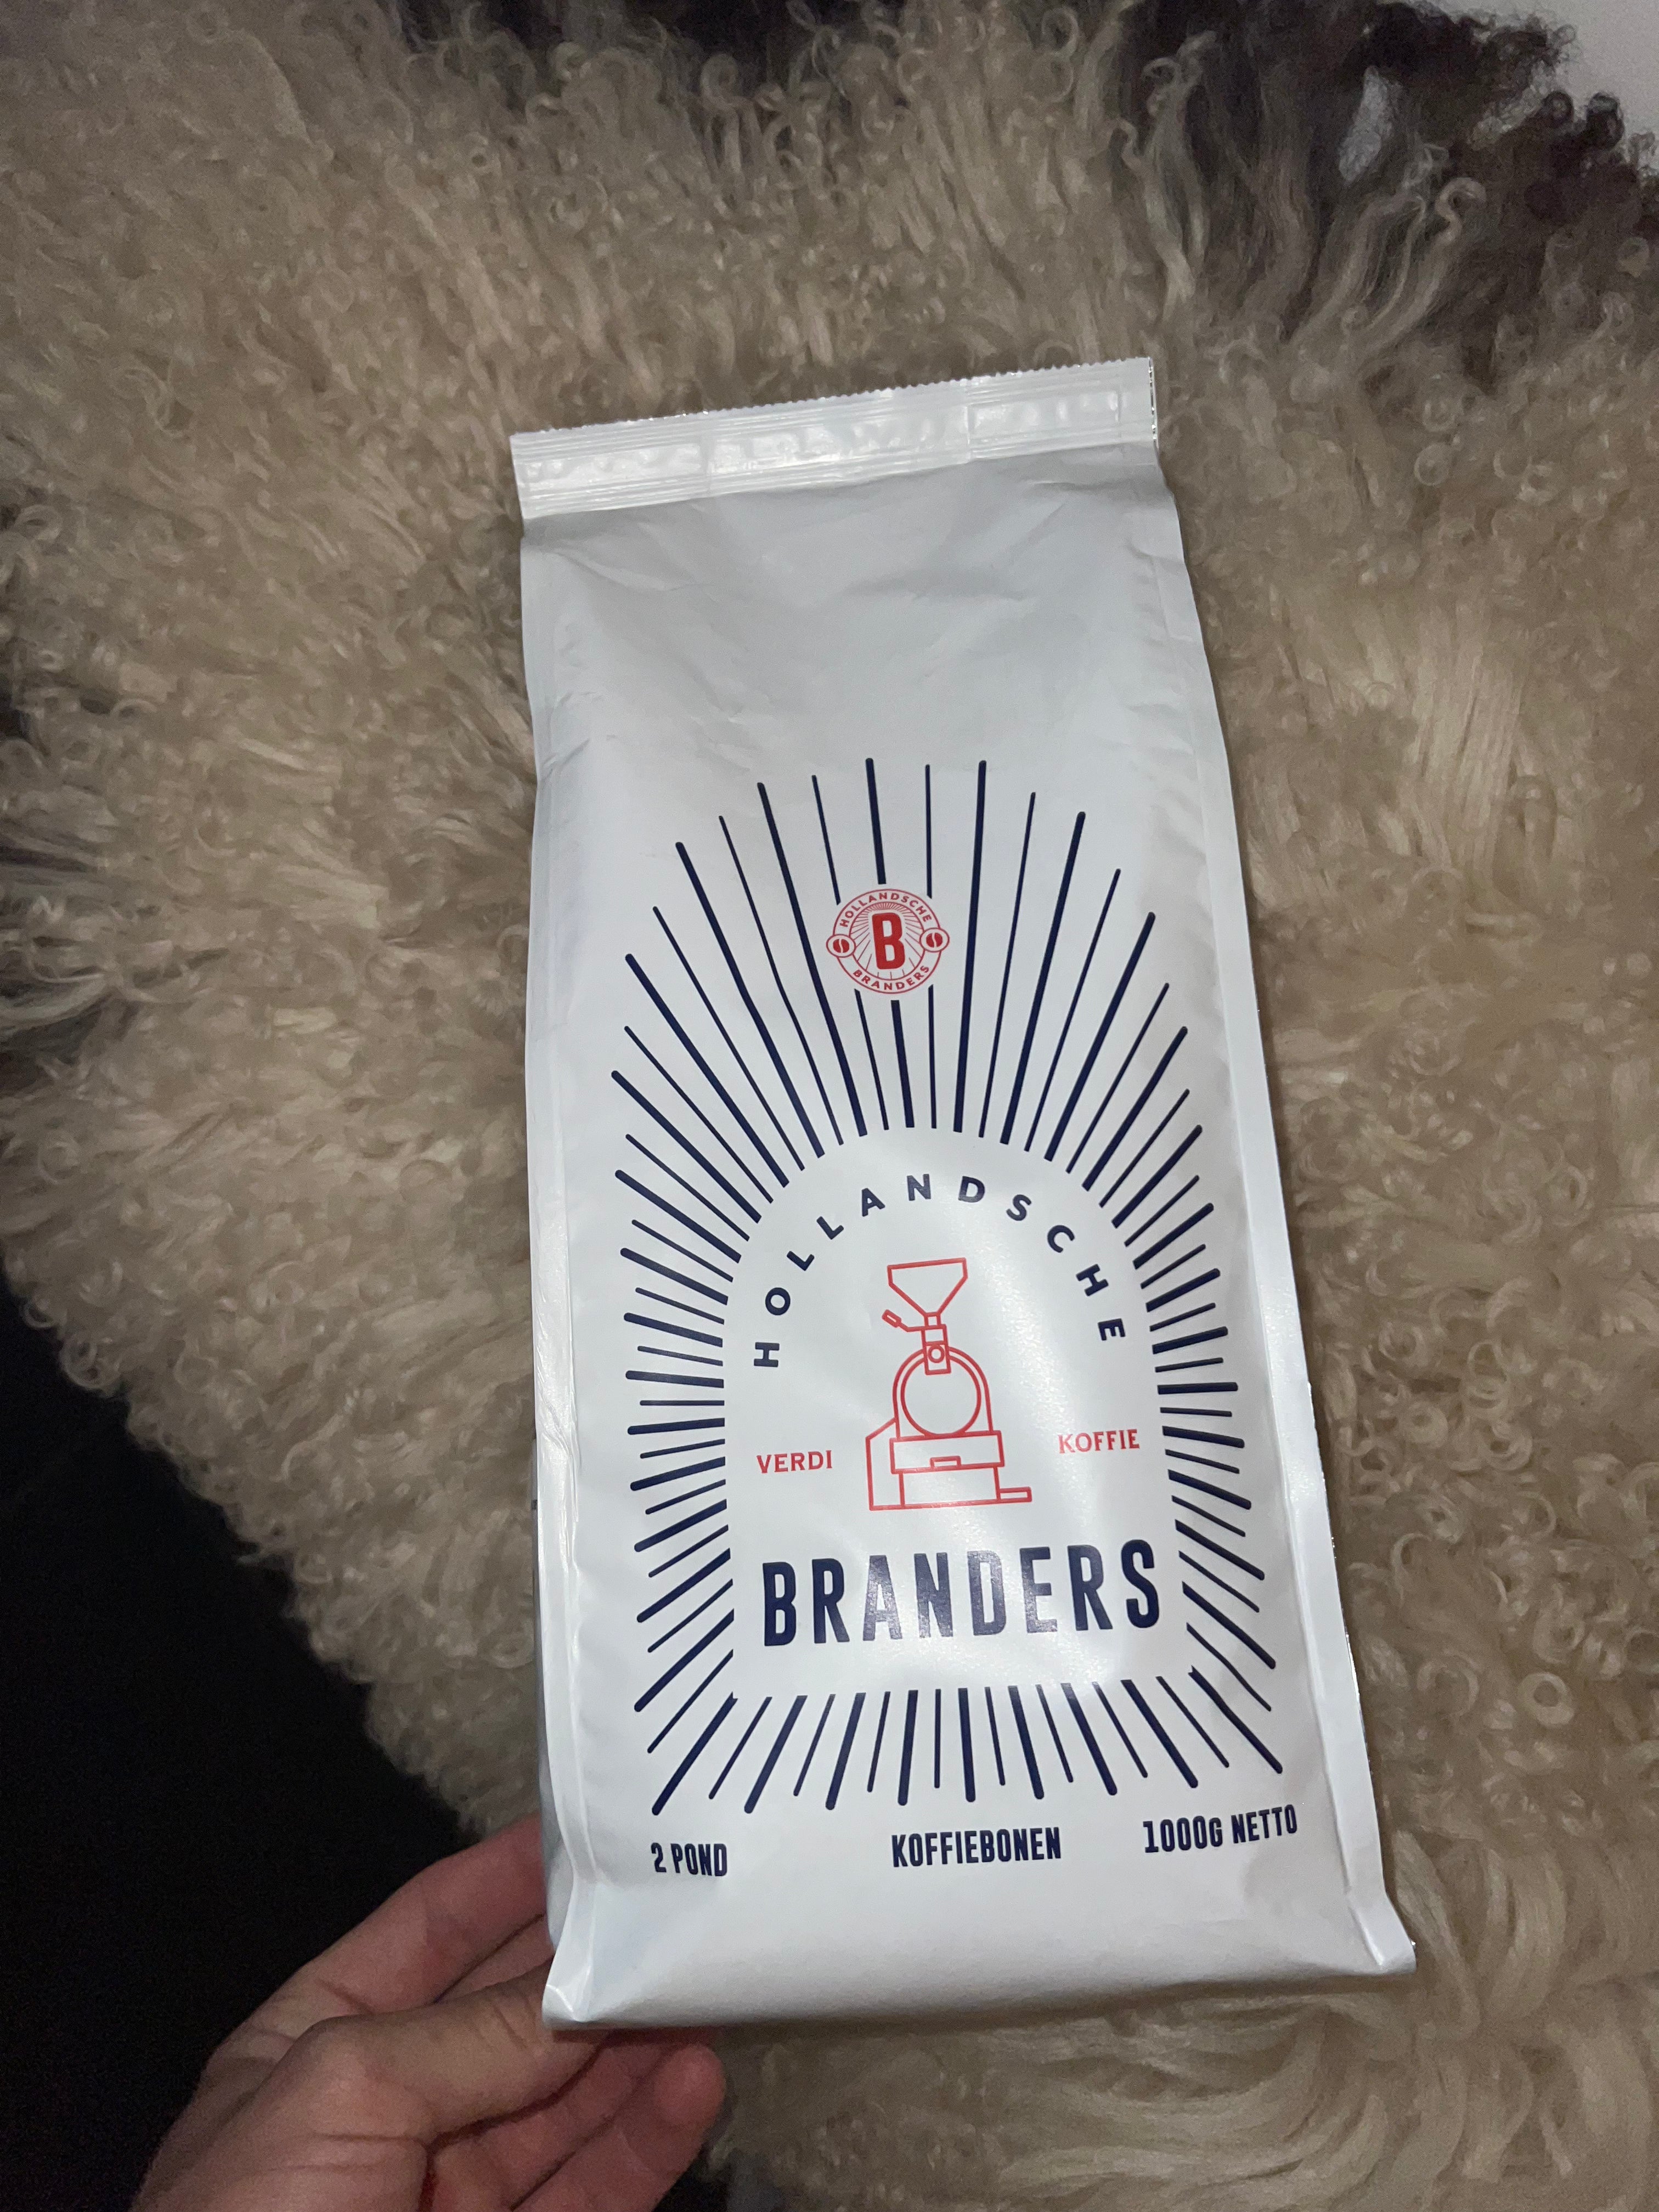 HOLLANDSCHE
B
BRANDERS
HOLLANDSCHE
VERDI KOFFIE
BRANDERS
2 POND KOFFIEBONEN 1000G NETTO